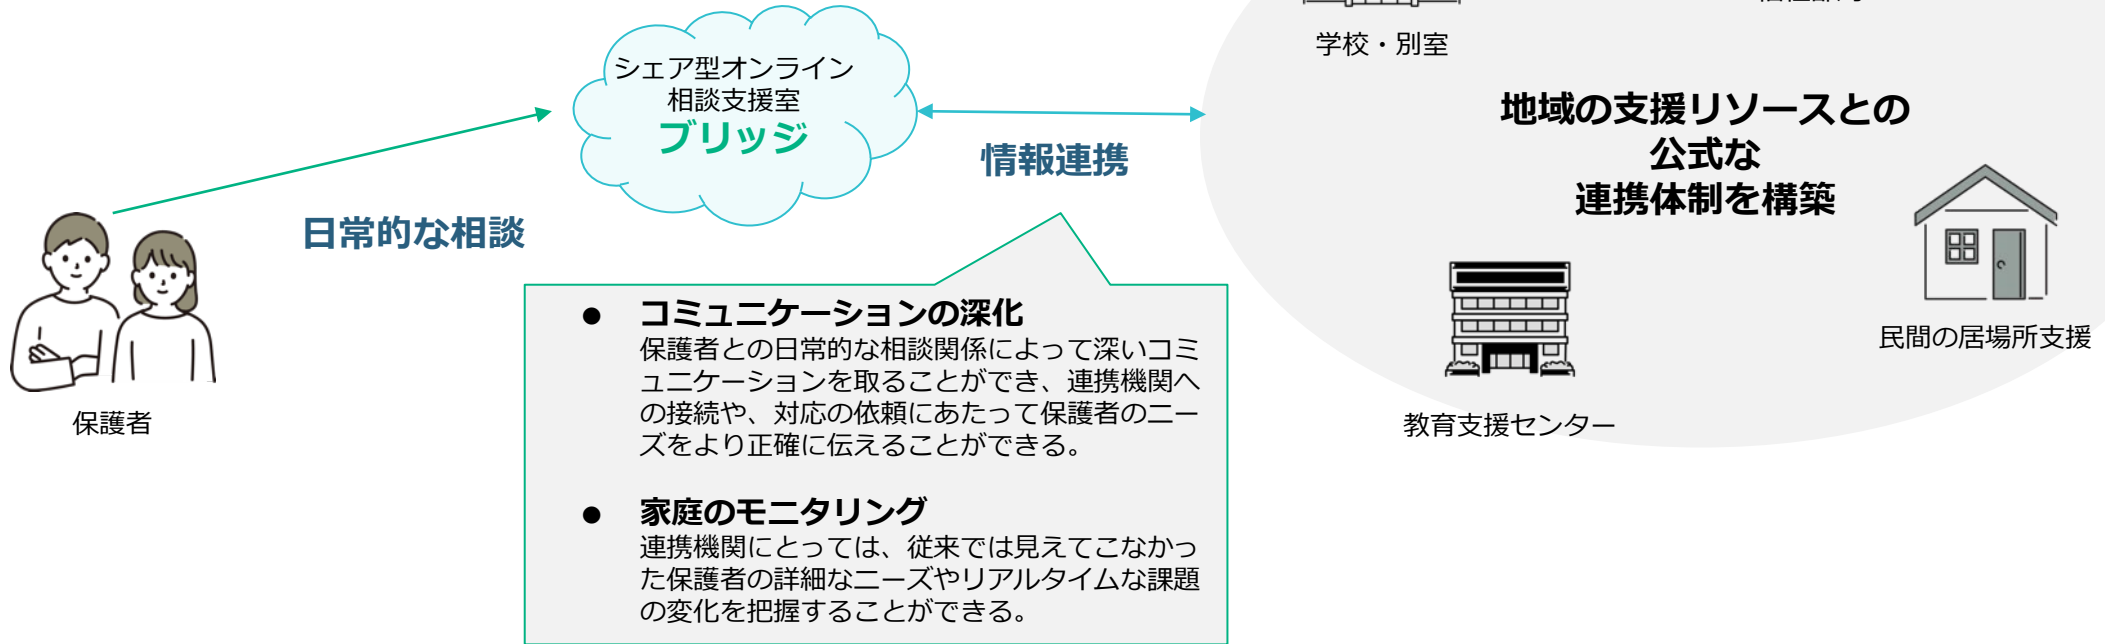 学校・別室
シェア型オンライン
相談支援室
ブリッジ
地域の支援リソースとの
公式な
連携体制を構築
情報連携
日常的な相談
民間の居場所支援
保護者
教育支援センター
● コミュニケーションの深化
保護者との日常的な相談関係によって深いコミ
ュニケーションを取ることができ、連携機関へ
の接続や、対応の依頼にあたって保護者のニー
ズをより正確に伝えることができる。
● 家庭のモニタリング
連携機関にとっては、従来では見えてこなかっ
た保護者の詳細なニーズやリアルタイムな課題
の変化を把握することができる。